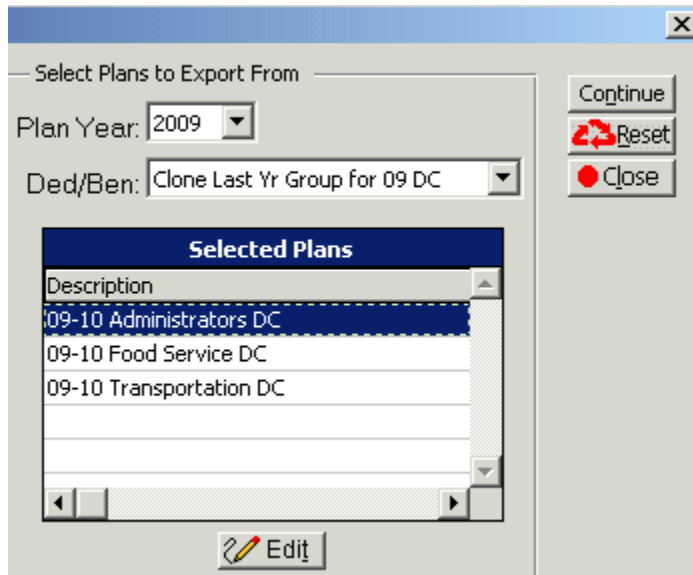 Select Plans to Export From
Plan Year: 2009
Ded/Ben: Clone Last Yr Group for 09 DC
Selected Plans
Description
09-10 Administrators DC
09-10 Food Service DC
09-10 Transportation DC
Edit
Continue
Reset
Close